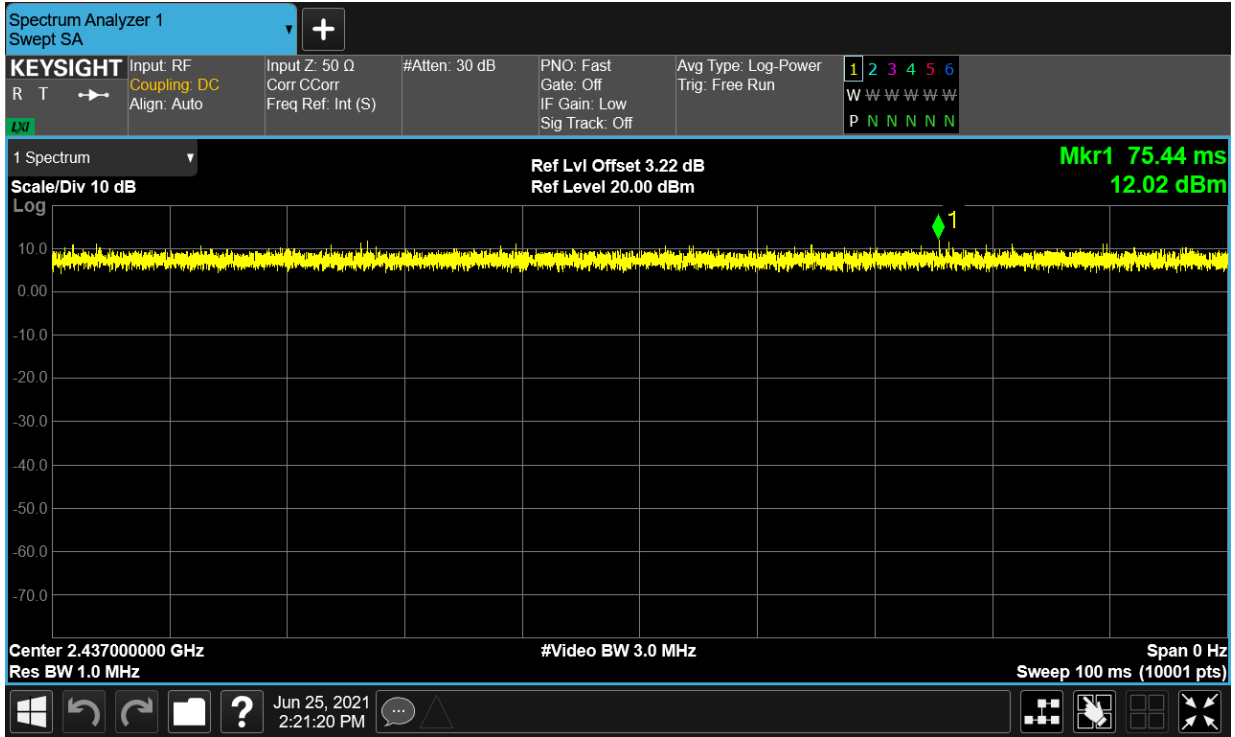 Spectrum Analyzer 1
Swept SA
KEYSIGHT Input: RF Input Z: 50 Ω #Atten: 30 dB PNO: Fast Avg Type: Log-Power 1 2 3 4 5 6
R T Coupling: DC Corr CCorr Gate: Off Trig: Free Run W W W W W W
Align: Auto Freq Ref: Int (S) IF Gain: Low
LXI Sig Track: Off P N N N N N
1 Spectrum Ref Lvl Offset 3.22 dB Mkr1 75.44 ms
Scale/Div 10 dB Ref Level 20.00 dBm 12.02 dBm
Log
1
10.0
0.00
-10.0
-20.0
-30.0
-40.0
-50.0
-60.0
-70.0
Center 2.437000000 GHz #Video BW 3.0 MHz Span 0 Hz
Res BW 1.0 MHz Sweep 100 ms (10001 pts)
? Jun 25, 2021
2:21:20 PM